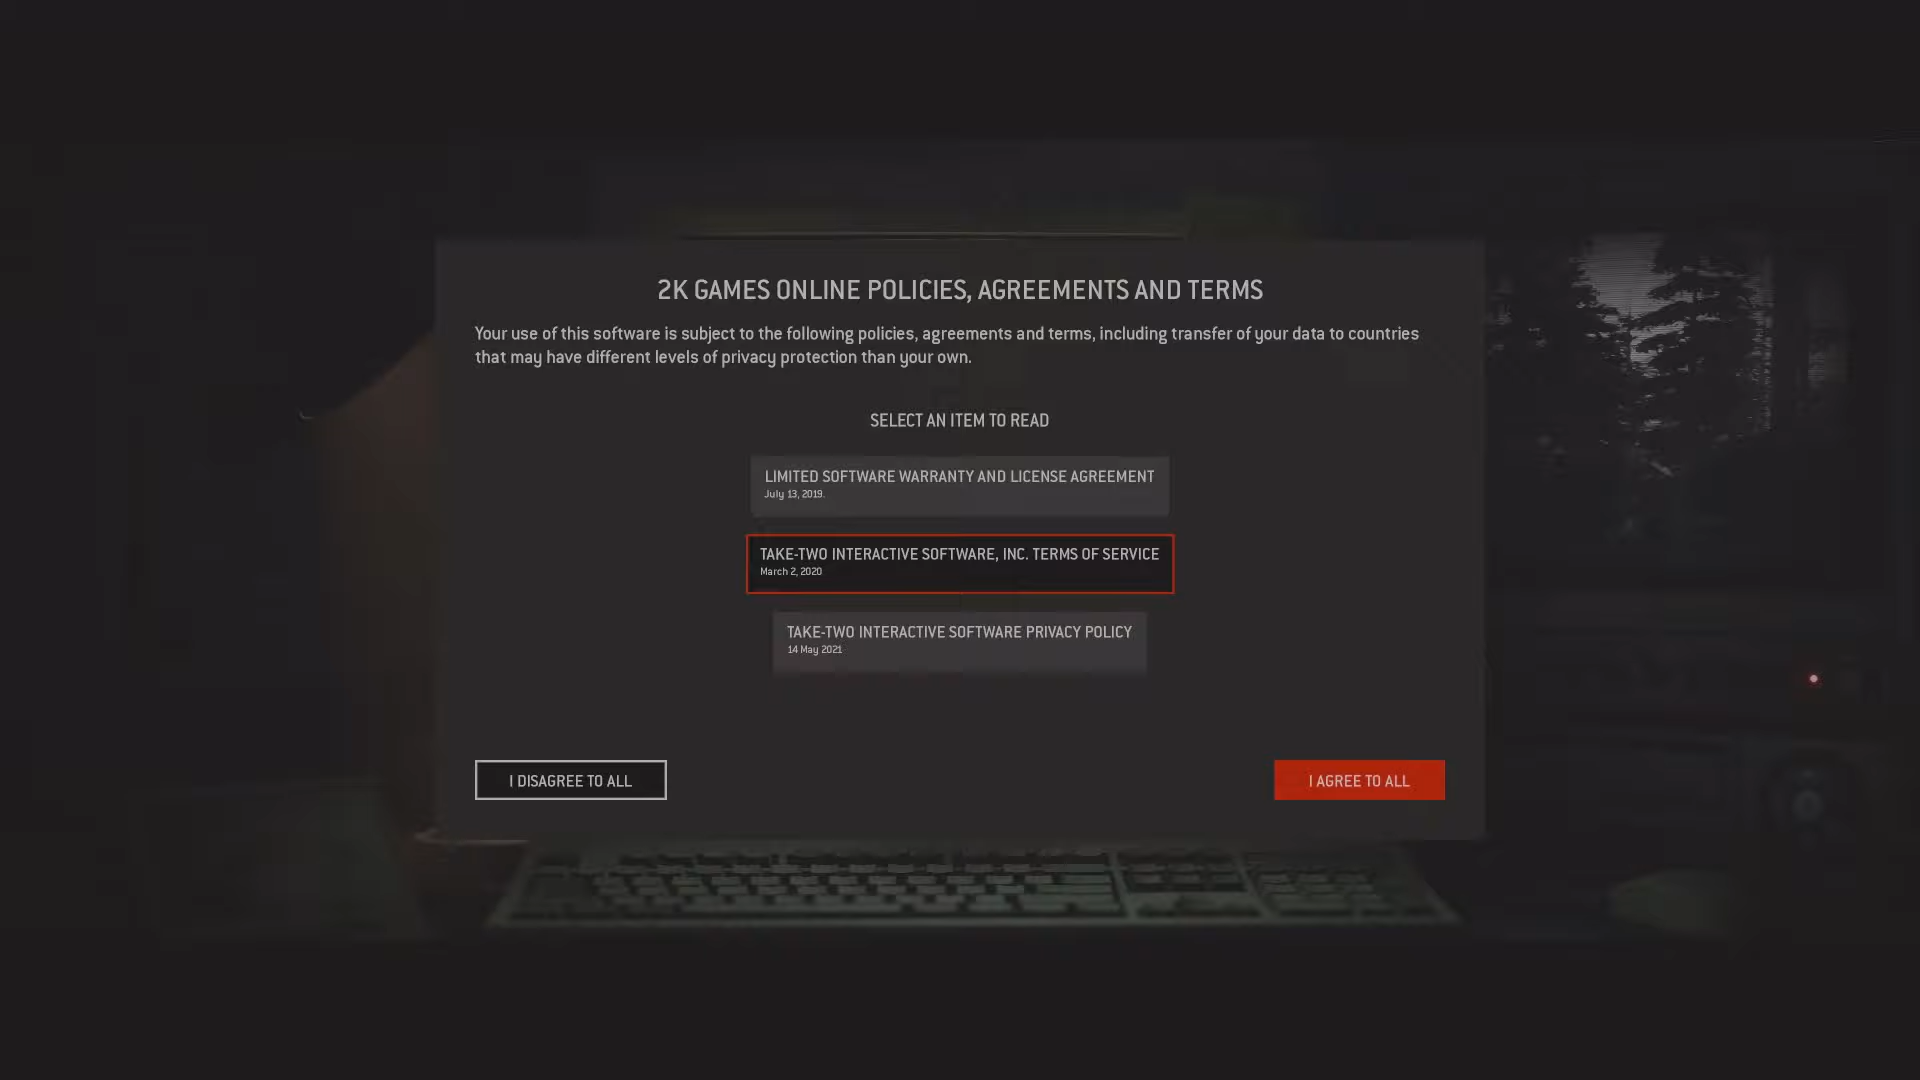 2K GAMES ONLINE POLICIES, AGREEMENTS AND TERMS
Your use of this software is subject to the following policies, agreements and terms, including transfer of your data to countries
that may have different levels of privacy protection than your own.
SELECT AN ITEM TO READ
LIMITED SOFTWARE WARRANTY AND LICENSE AGREEMENT
July 13, 2019.
TAKE-TWO INTERACTIVE SOFTWARE, INC. TERMS OF SERVICE
March 2, 2020
TAKE-TWO INTERACTIVE SOFTWARE PRIVACY POLICY
14 May 2021
I DISAGREE TO ALL
I AGREE TO ALL